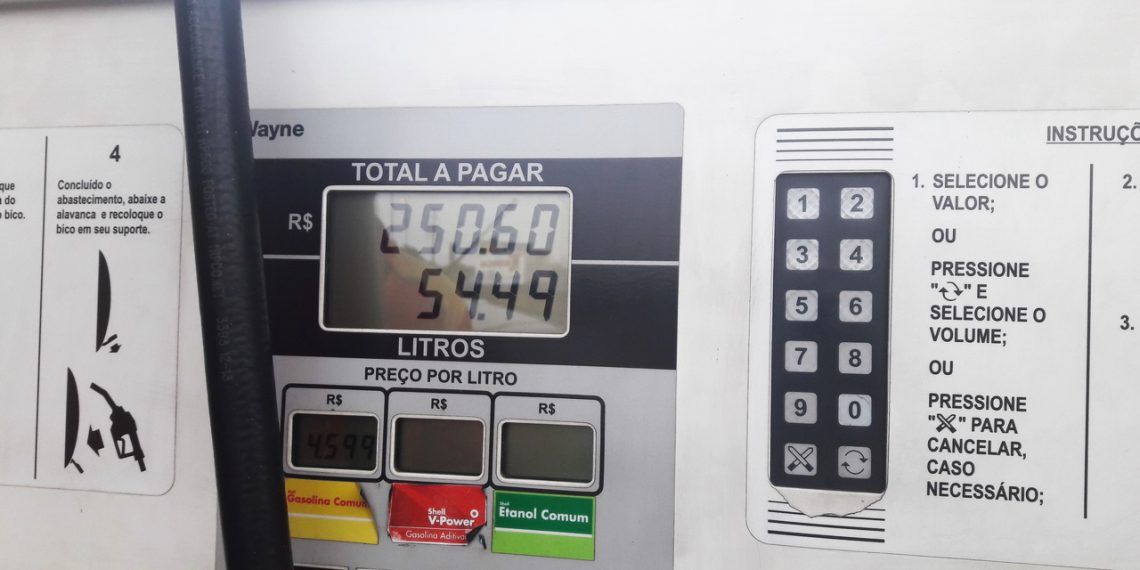 4
Concluído o
abastecimento, abaixe a
alavanca e recoloque o
bico em seu suporte.
que
do
bico.
Wayne
TOTAL A PAGAR
R$
250.60
54.49
LITROS
PREÇO POR LITRO
R$
R$
R$
4.599
Gasolina Comum
Shell
V-Power
Gasolina Aditiva
Shell
Etanol Comum
1 2
3 4
5 6
7 8
9 0
INSTRUÇÕ
1. SELECIONE O
VALOR;
OU
PRESSIONE
"" E
SELECIONE O
VOLUME;
OU
PRESSIONE
"" PARA
CANCELAR,
CASO
NECESSÁRIO;
2.
3.